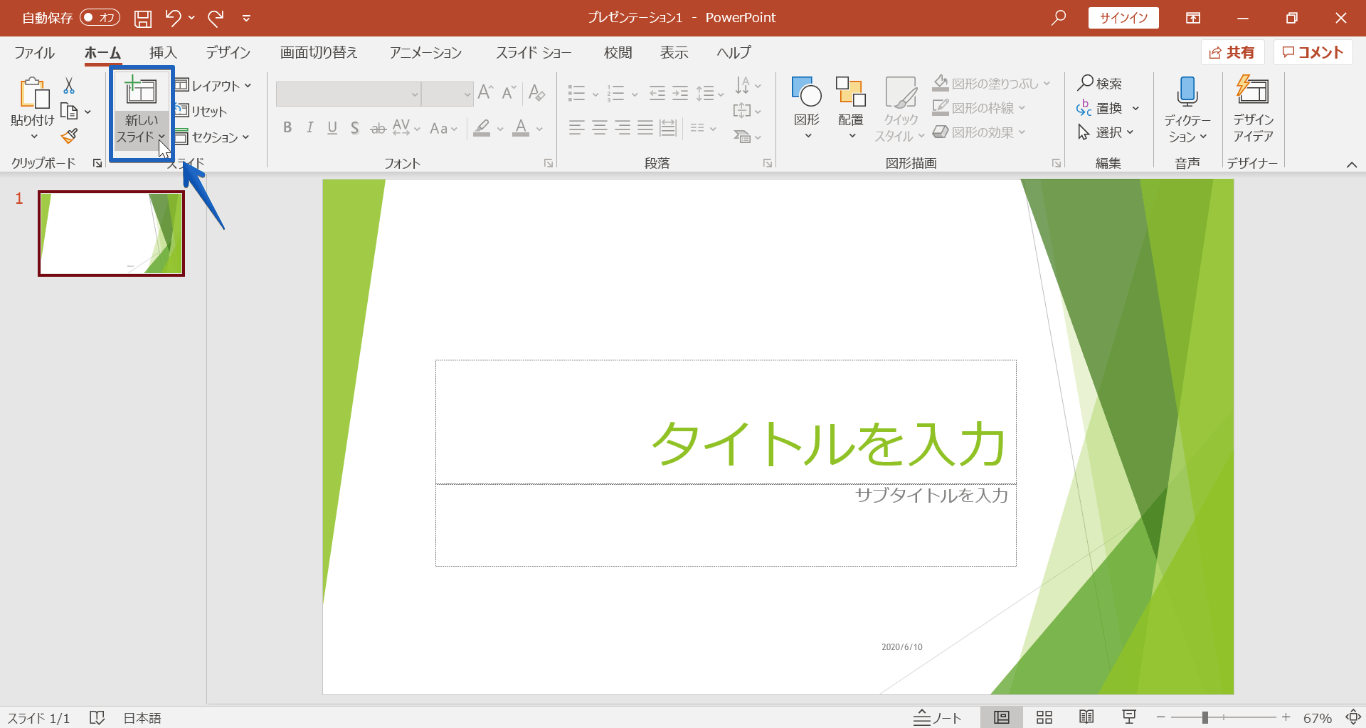 自動保存 オフ プレゼンテーション1 - PowerPoint サインイン
ファイル ホーム 挿入 デザイン 画面切り替え アニメーション スライド ショー 校閲 表示 ヘルプ 共有 コメント
貼り付け
新しい
スライド
レイアウト
リセット
セクション
B I U S ab AV Aa A
図形
配置
クイック
スタイル
図形の塗りつぶし
図形の枠線
図形の効果
検索
置換
選択
ディクテー
ション
デザイン
アイデア
クリップボード スライド フォント 段落 図形描画 編集 音声 デザイナー
1
タイトルを入力
サブタイトルを入力
2020/6/10
スライド 1/1 日本語 ノート 67%